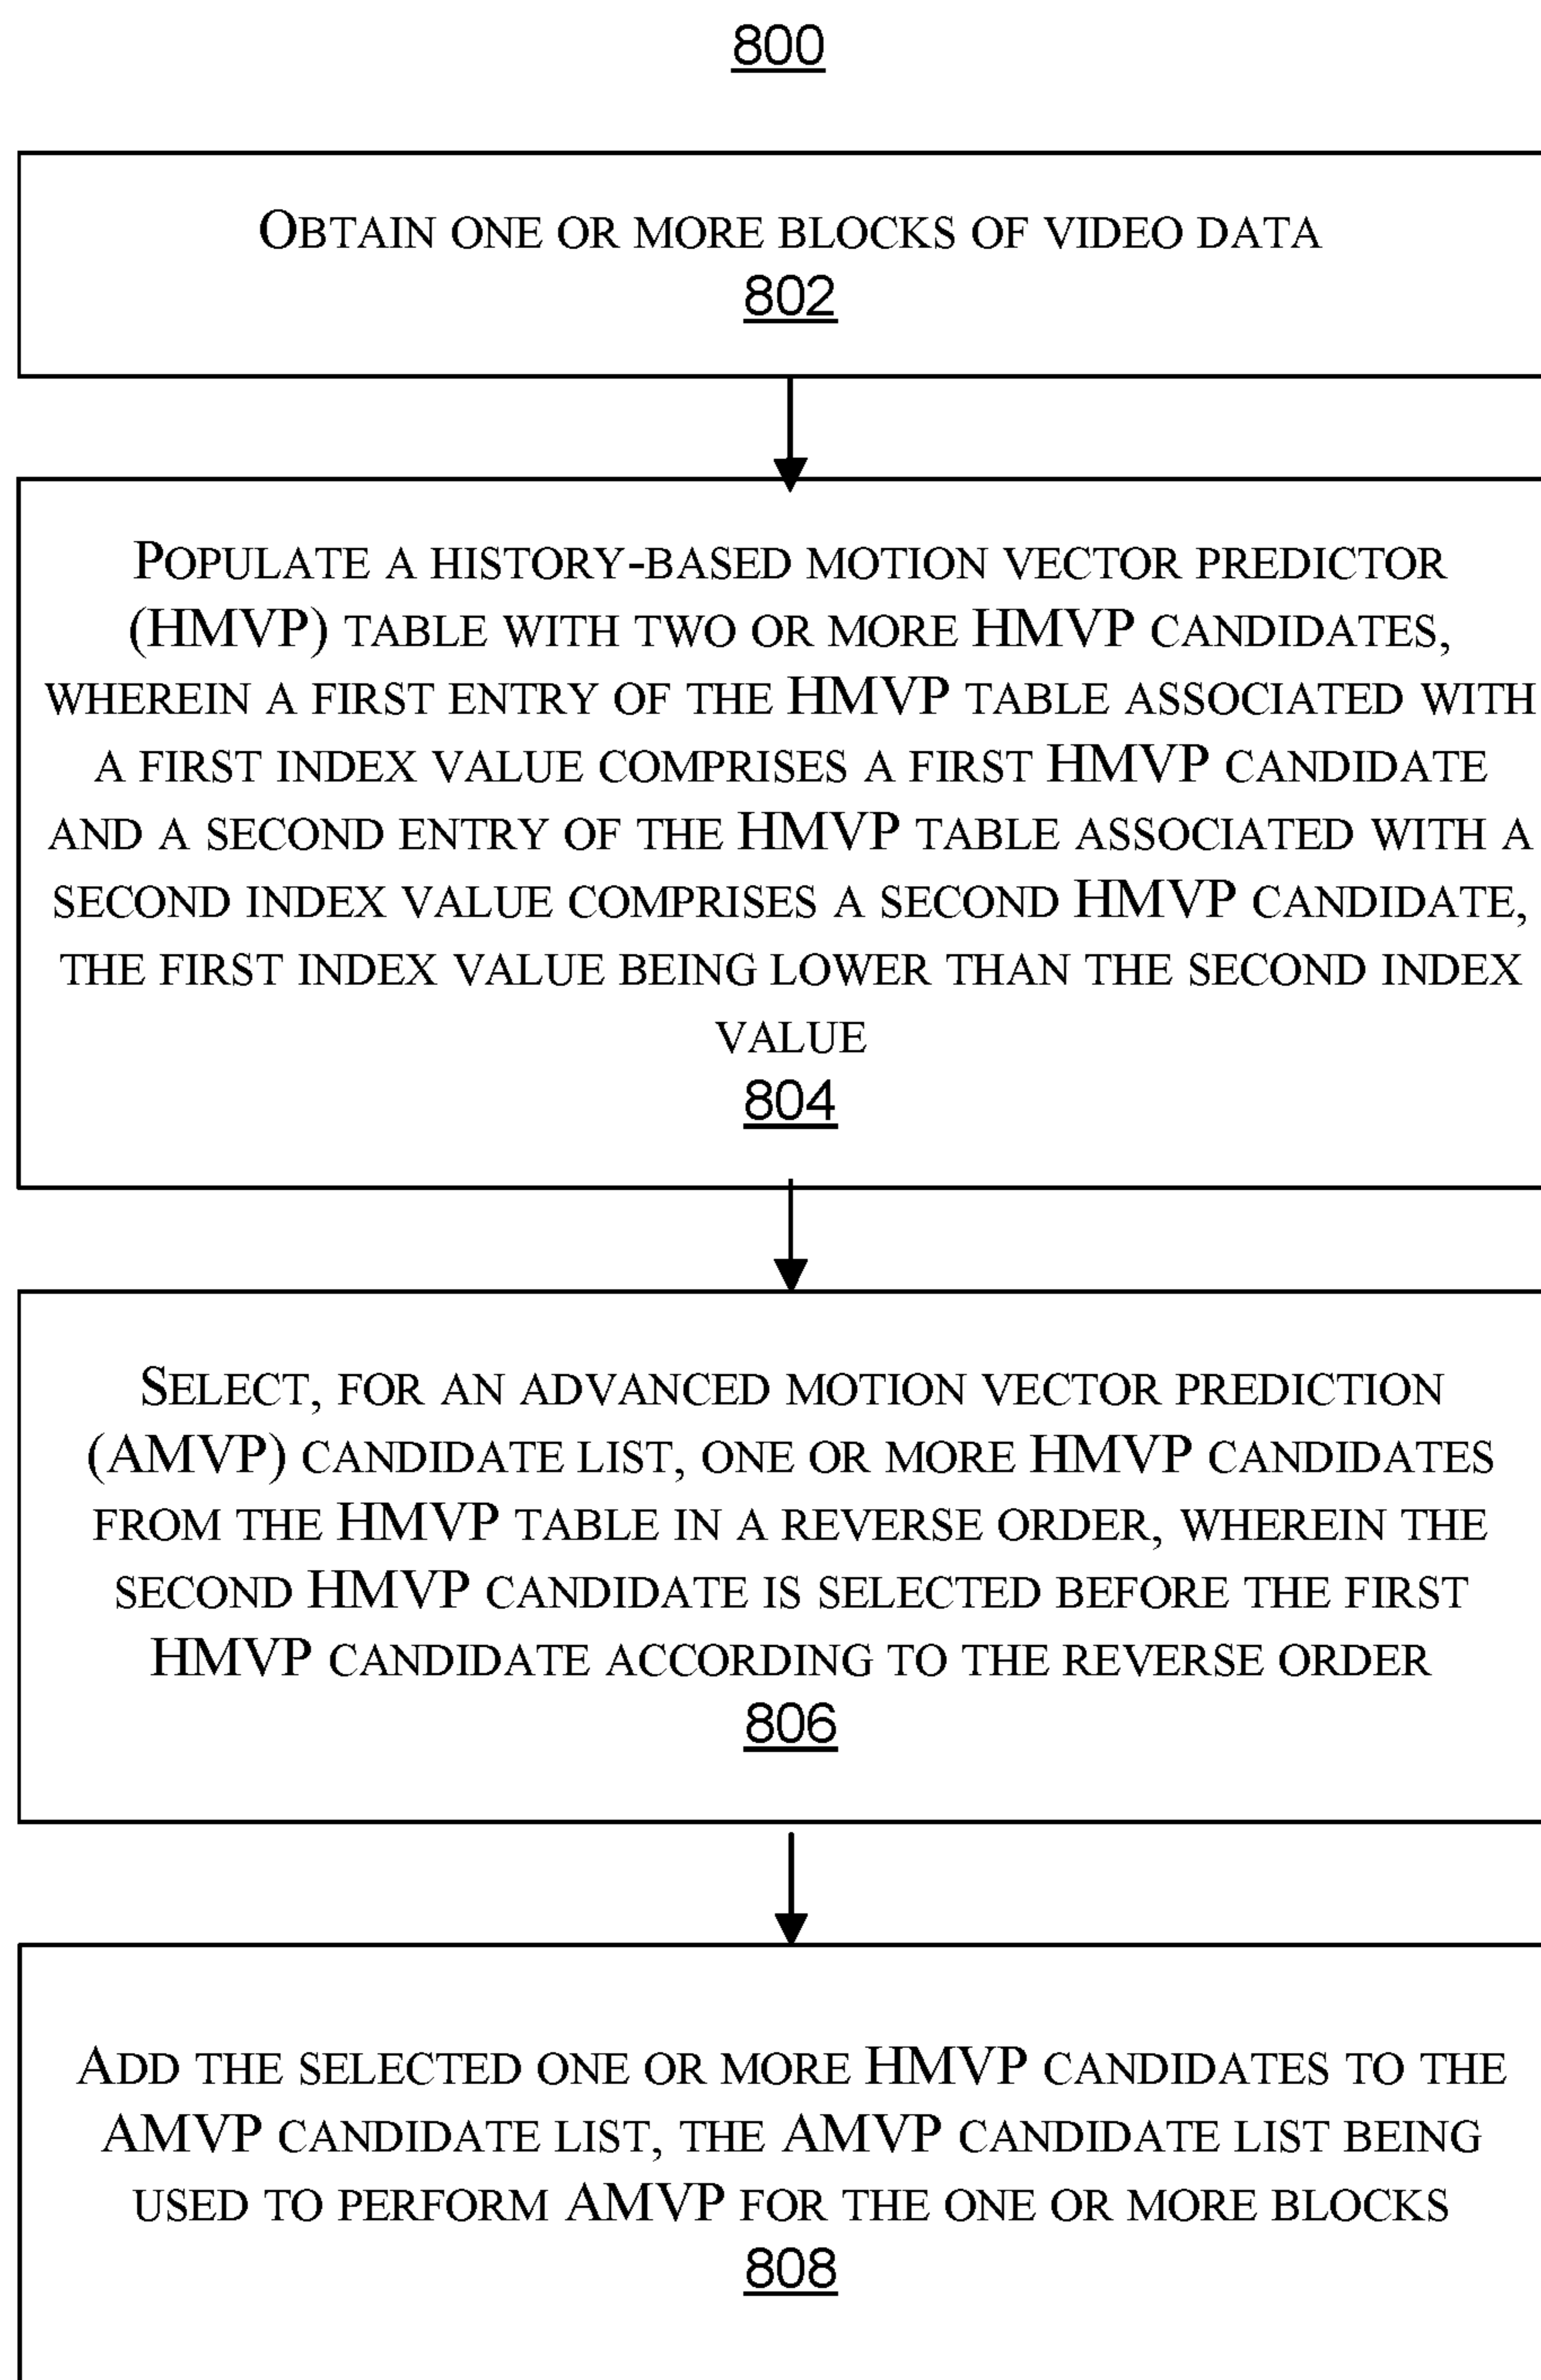 800
Obtain one or more blocks of video data
802
Populate a history-based motion vector predictor
(HMVP) table with two or more HMVP candidates,
wherein a first entry of the HMVP table associated with
a first index value comprises a first HMVP candidate
and a second entry of the HMVP table associated with a
second index value comprises a second HMVP candidate,
the first index value being lower than the second index
value
804
Select, for an advanced motion vector prediction
(AMVP) candidate list, one or more HMVP candidates
from the HMVP table in a reverse order, wherein the
second HMVP candidate is selected before the first
HMVP candidate according to the reverse order
806
Add the selected one or more HMVP candidates to the
AMVP candidate list, the AMVP candidate list being
used to perform AMVP for the one or more blocks
808